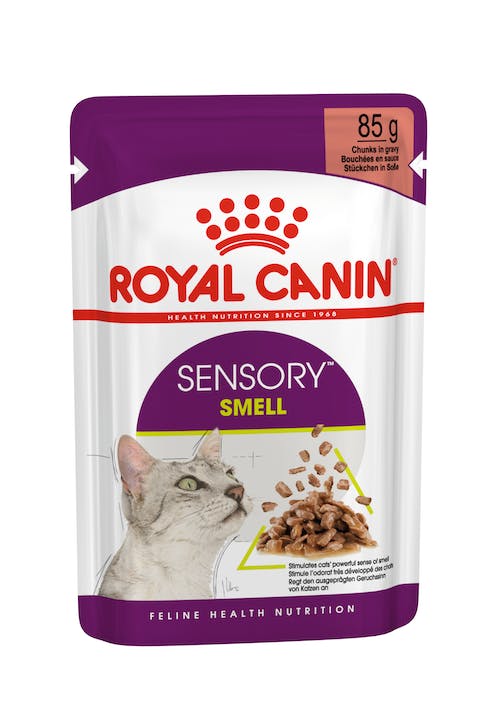 85 g
Chunks in gravy
Bouchées en sauce
Stückchen in Soße
ROYAL CANIN®
HEALTH NUTRITION SINCE 1968
SENSORY™
SMELL
Stimulates cats' powerful sense of smell
Stimule l'odorat très développé des chats
Regt den ausgeprägten Geruchsinn
von Katzen an
FELINE HEALTH NUTRITION